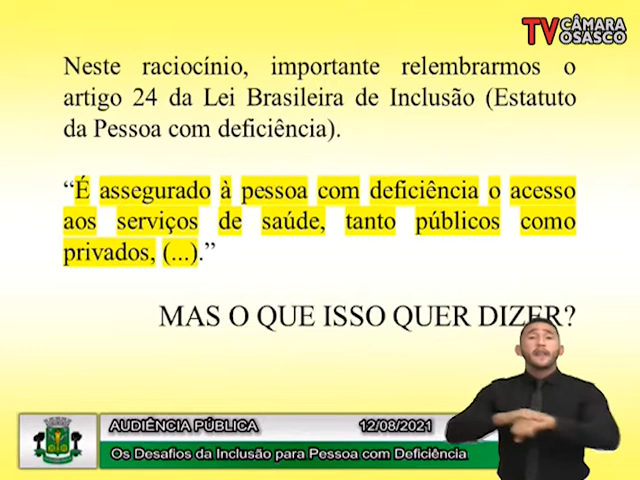 TV CÂMARA
OSASCO
Neste raciocínio, importante relembrarmos o
artigo 24 da Lei Brasileira de Inclusão (Estatuto
da Pessoa com deficiência).
“É assegurado à pessoa com deficiência o acesso
aos serviços de saúde, tanto públicos como
privados, (...).”
MAS O QUE ISSO QUER DIZER?
AUDIÊNCIA PÚBLICA 12/08/2021
Os Desafios da Inclusão para Pessoa com Deficiência